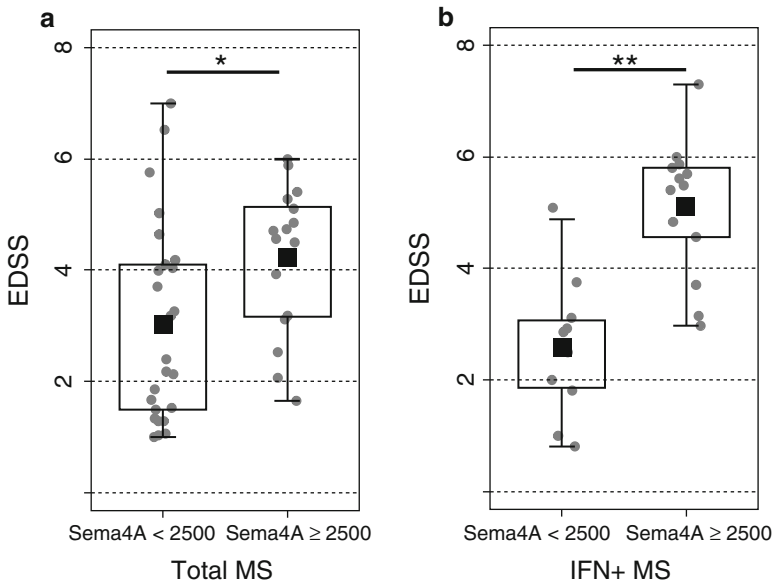 a
8
6
4
2
EDSS
*
Sema4A < 2500
Sema4A ≥ 2500
Total MS
b
8
6
4
2
EDSS
**
Sema4A < 2500
Sema4A ≥ 2500
IFN+ MS